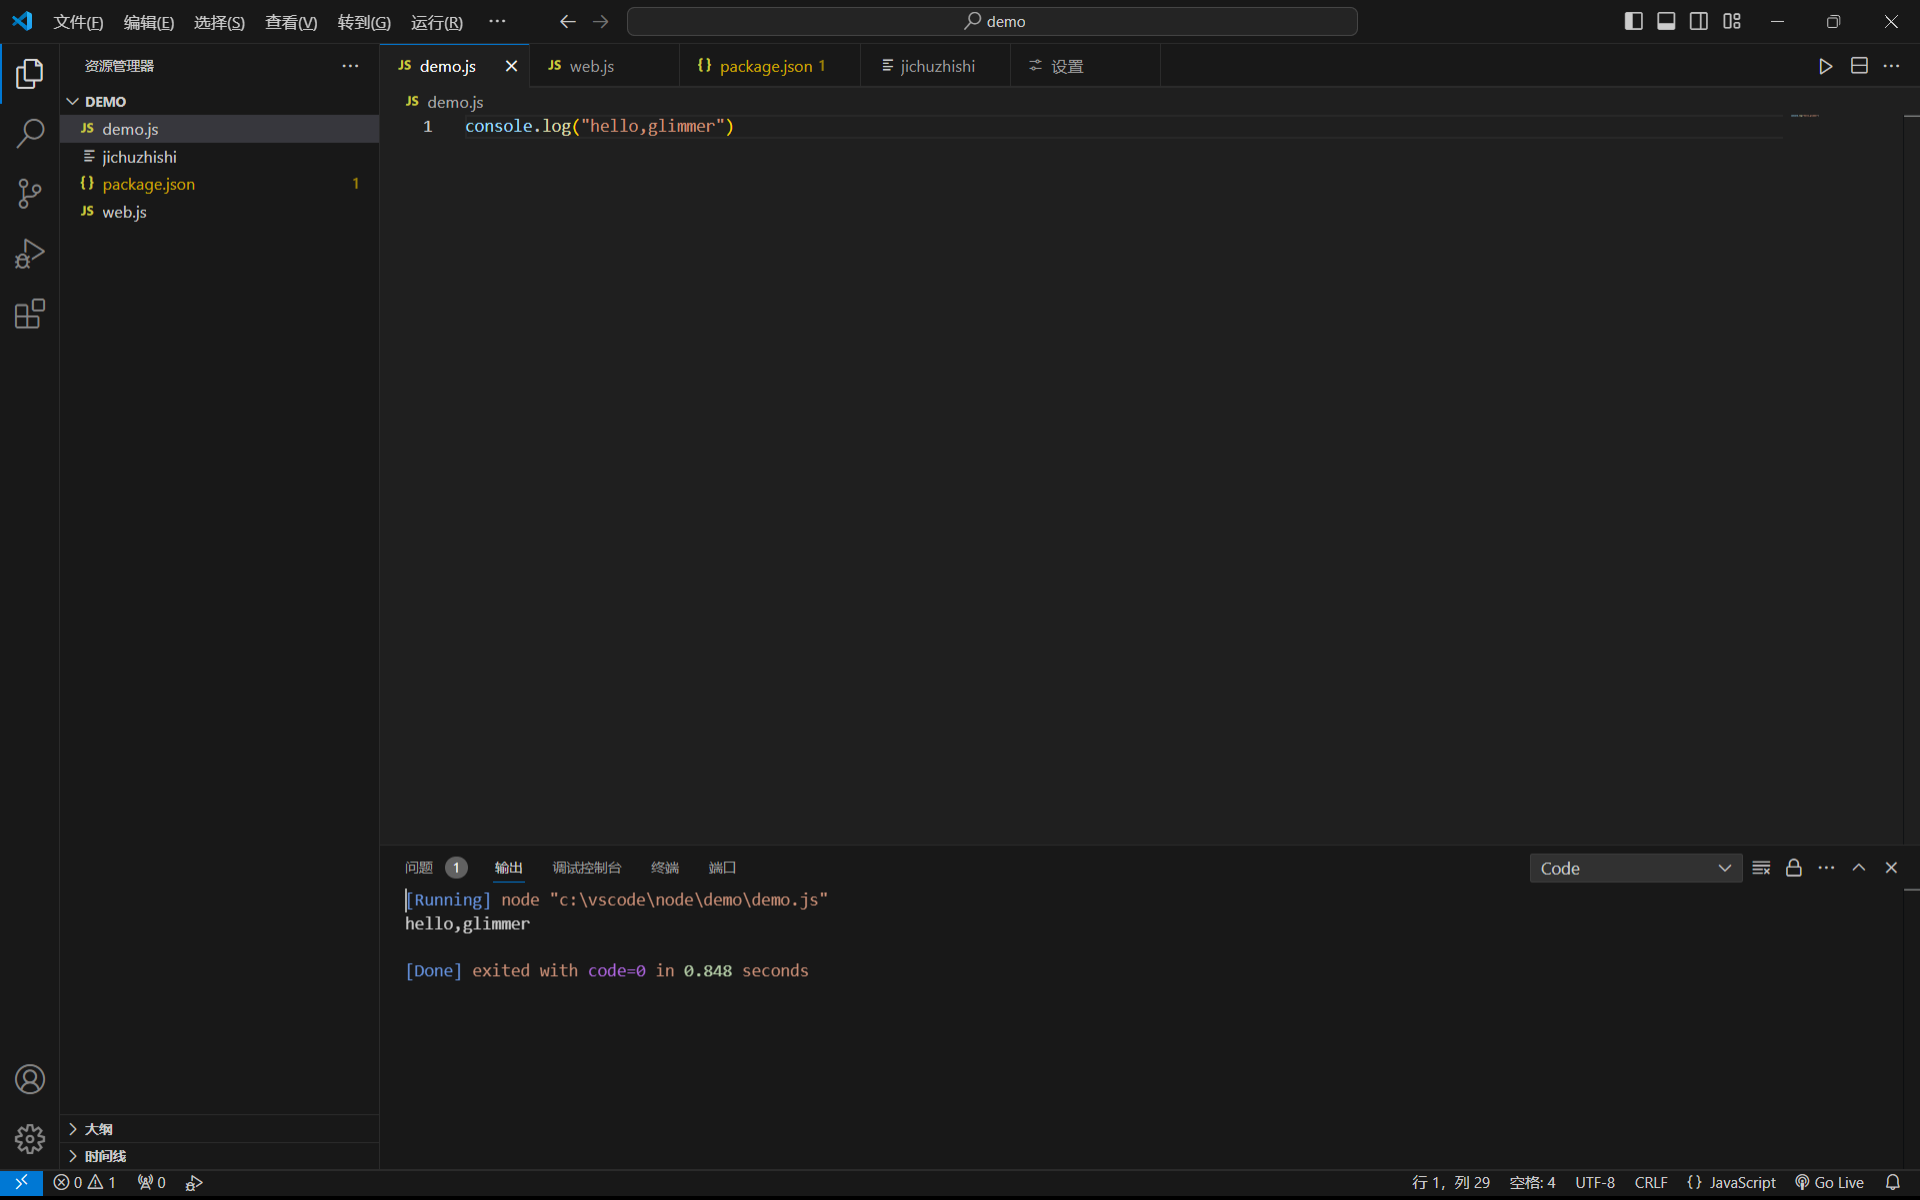 文件(F) 编辑(E) 选择(S) 查看(V) 转到(G) 运行(R) ··· demo
资源管理器
DEMO
JS demo.js
jichuzhishi
{} package.json 1
JS web.js
大纲
时间线
JS demo.js JS web.js {} package.json 1 jichuzhishi 设置
JS demo.js
1 console.log("hello,glimmer")
问题 1 输出 调试控制台 终端 端口 Code
[Running] node "c:\vscode\node\demo\demo.js"
hello,glimmer
[Done] exited with code=0 in 0.848 seconds
0 1 0 行 1，列 29 空格: 4 UTF-8 CRLF {} JavaScript Go Live